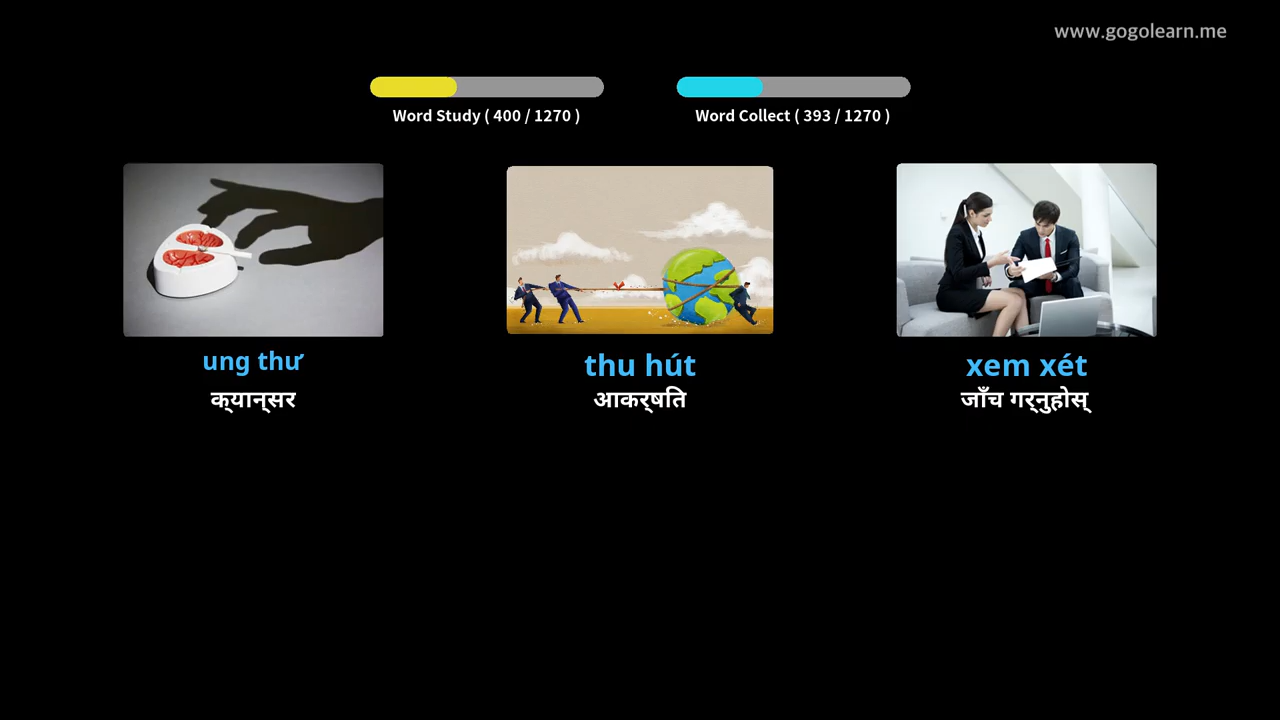 www.gogolearn.me
Word Study ( 400 / 1270 )
Word Collect ( 393 / 1270 )
ung thư
thu hút
xem xét
क्यान्सर
आकर्षति
जाँच गर्नुहोस्